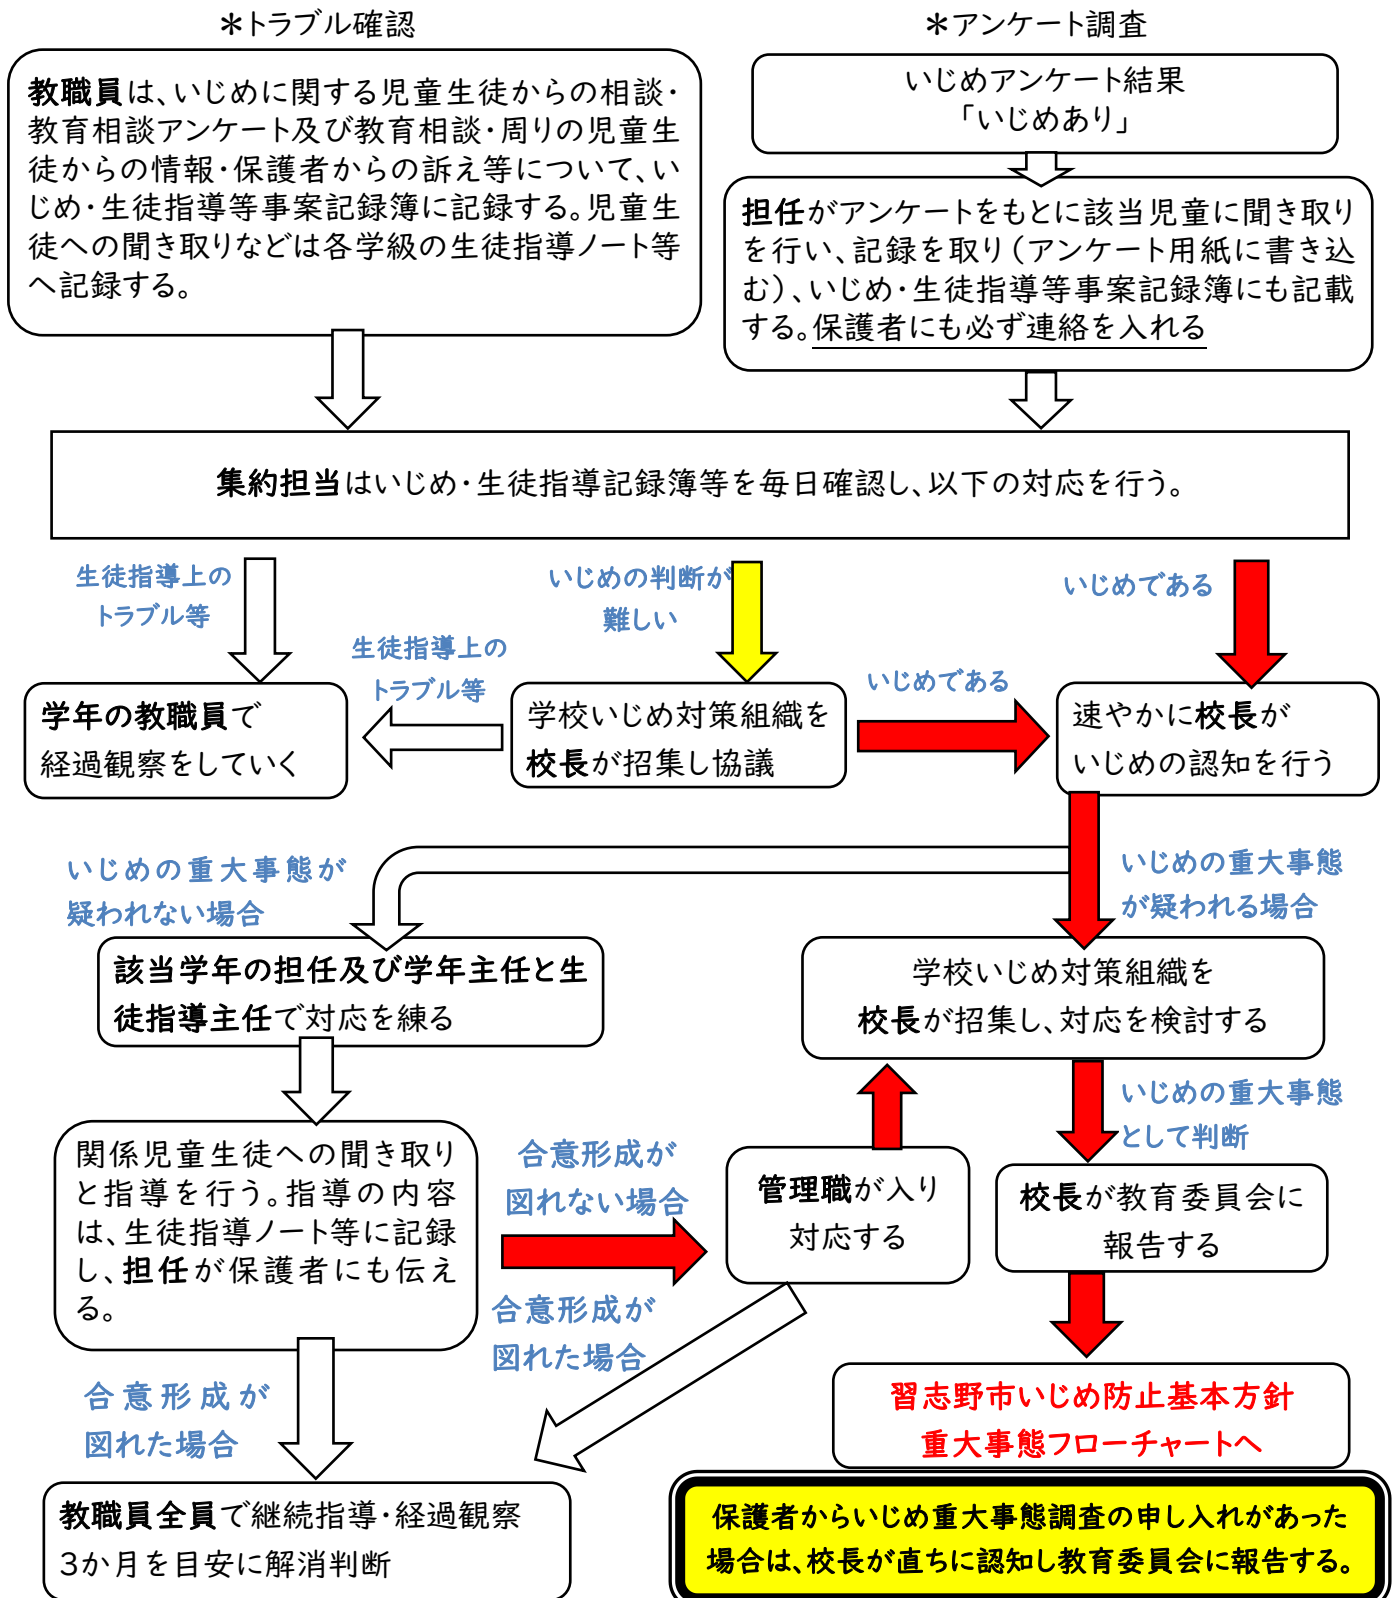 ＊トラブル確認
教職員は、いじめに関する児童生徒からの相談・
教育相談アンケート及び教育相談・周りの児童生
徒からの情報・保護者からの訴え等について、い
じめ・生徒指導等事案記録簿に記録する。児童生
徒への聞き取りなどは各学級の生徒指導ノート等
へ記録する。
＊アンケート調査
いじめアンケート結果
「いじめあり」
担任がアンケートをもとに該当児童に聞き取り
を行い、記録を取り（アンケート用紙に書き込
む）、いじめ・生徒指導等事案記録簿にも記載
する。保護者にも必ず連絡を入れる
集約担当はいじめ・生徒指導記録簿等を毎日確認し、以下の対応を行う。
生徒指導上の
トラブル等
いじめの判断が
難しい
いじめである
学年の教職員で
経過観察をしていく
生徒指導上の
トラブル等
学校いじめ対策組織を
校長が招集し協議
いじめである
速やかに校長が
いじめの認知を行う
いじめの重大事態が
疑われない場合
いじめの重大事態
が疑われる場合
該当学年の担任及び学年主任と生
徒指導主任で対応を練る
学校いじめ対策組織を
校長が招集し、対応を検討する
いじめの重大事態
として判断
関係児童生徒への聞き取り
と指導を行う。指導の内容
は、生徒指導ノート等に記録
し、担任が保護者にも伝え
る。
合意形成が
図れない場合
管理職が入り
対応する
校長が教育委員会に
報告する
合意形成が
図れた場合
合意形成が
図れた場合
習志野市いじめ防止基本方針
重大事態フローチャートへ
教職員全員で継続指導・経過観察
３か月を目安に解消判断
保護者からいじめ重大事態調査の申し入れがあった
場合は、校長が直ちに認知し教育委員会に報告する。